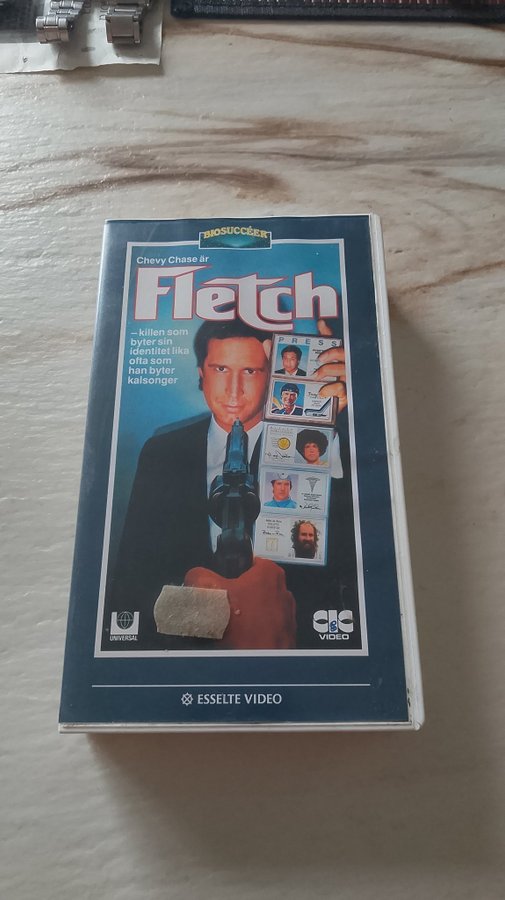 BIOSUCCÉER
Chevy Chase är
Fletch
– killen som
byter sin
identitet lika
ofta som
han byter
kalsonger
PRESS
UNIVERSAL
CIC
VIDEO
ESSELTE VIDEO